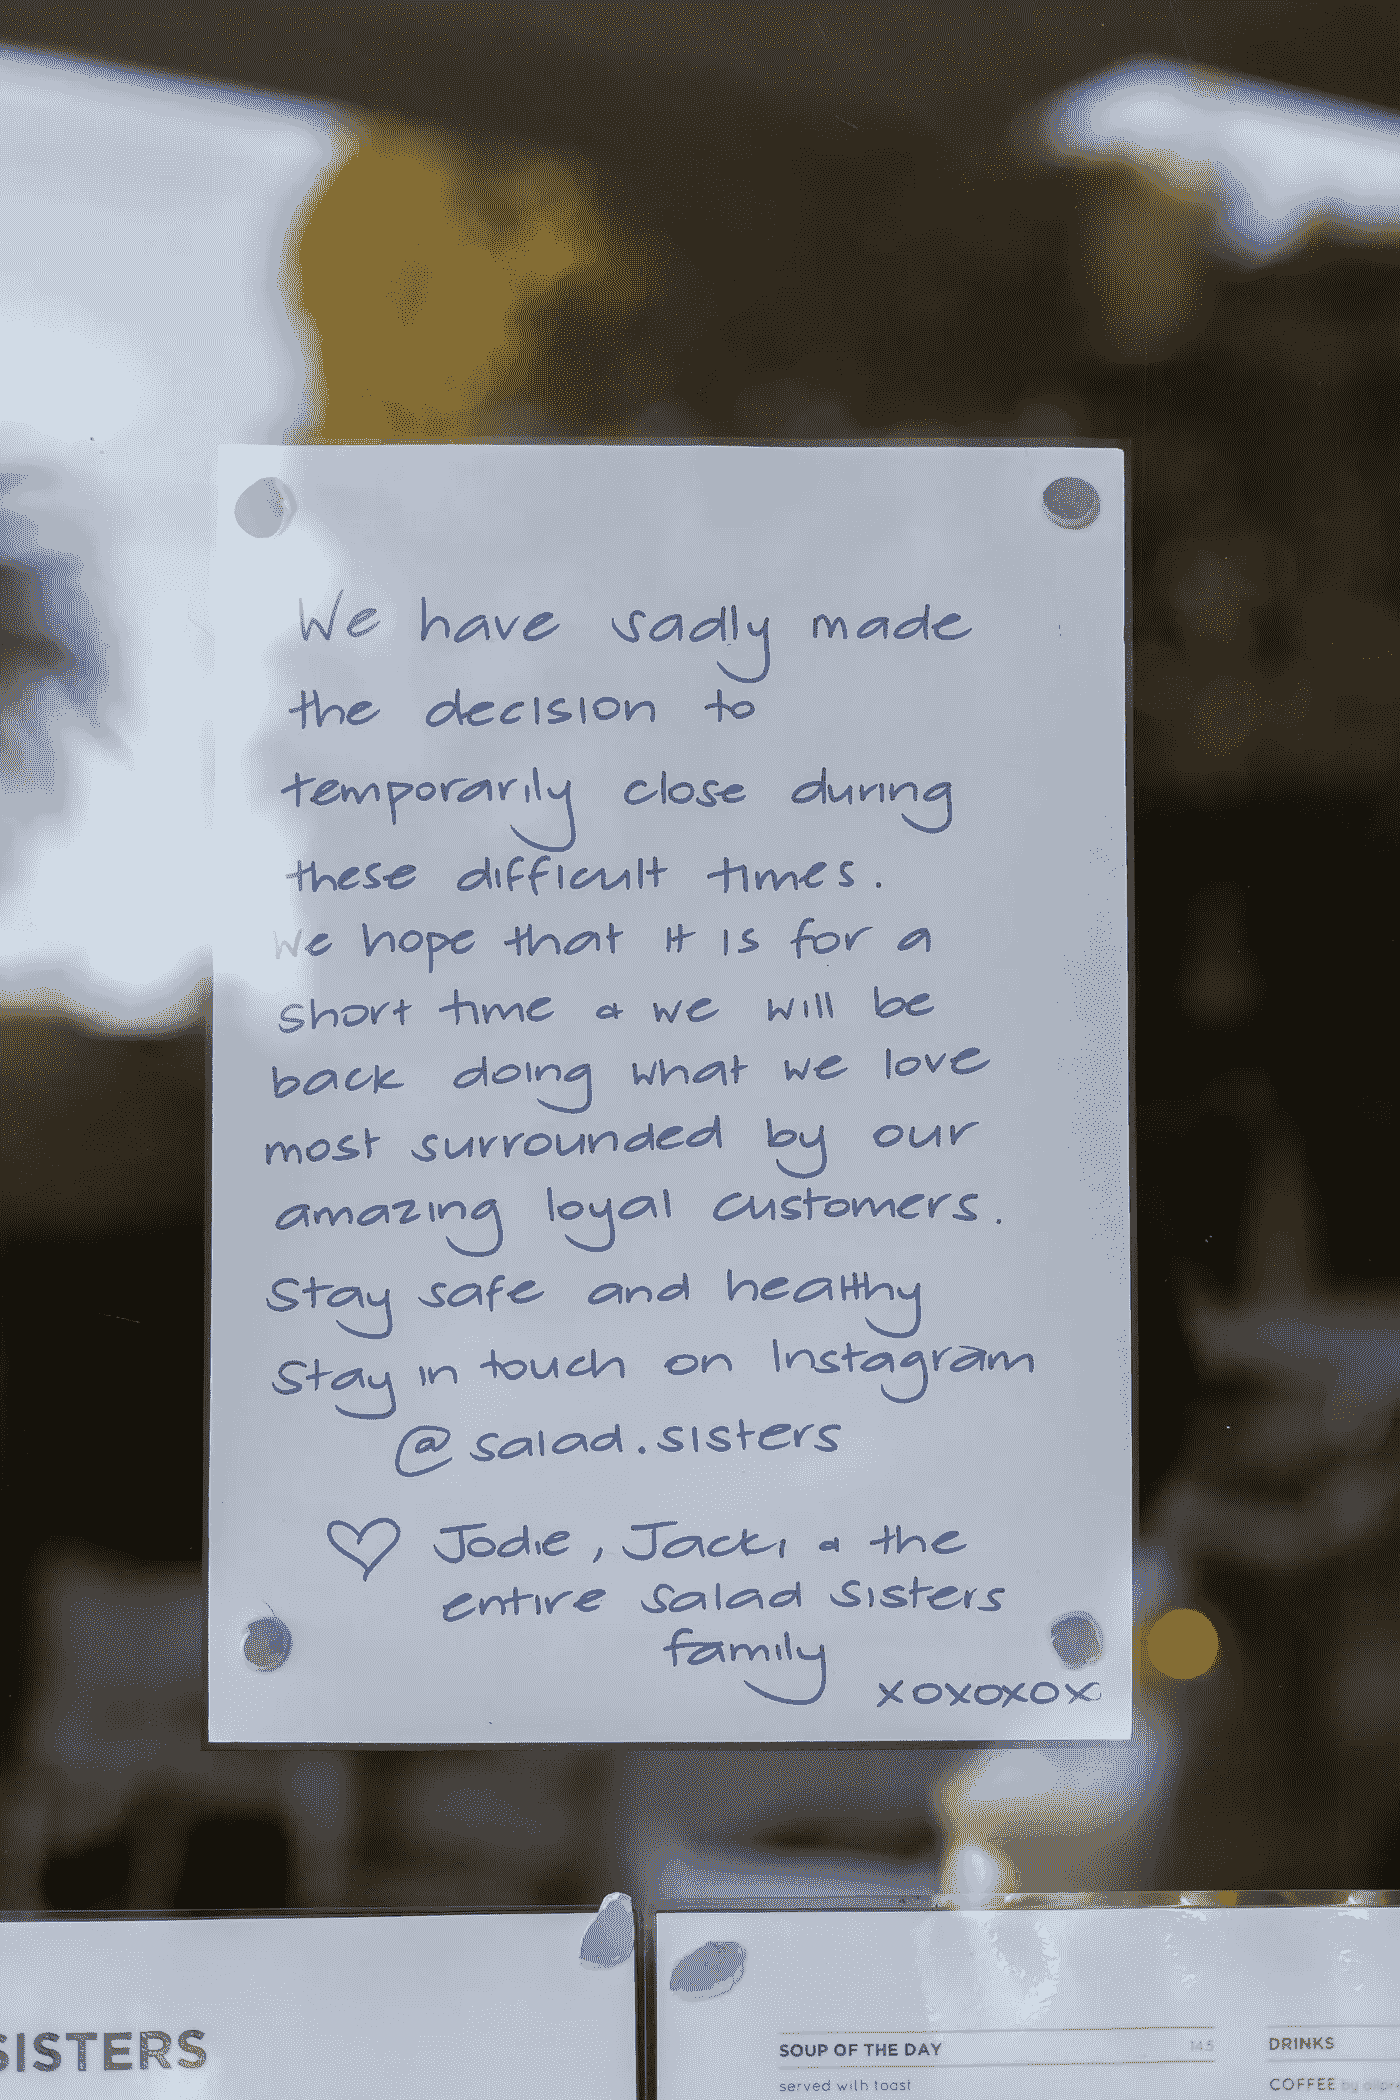 We have sadly made
the decision to
temporarily close during
these difficult times.
We hope that it is for a
short time & we will be
back doing what we love
most surrounded by our
amazing loyal customers.
Stay safe and healthy
Stay in touch on Instagram
@salad.sisters
♡ Jodie, Jacki & the
entire Salad Sisters
family
xoxoxox
SISTERS
SOUP OF THE DAY 14.5
served with toast
DRINKS
COFFEE by